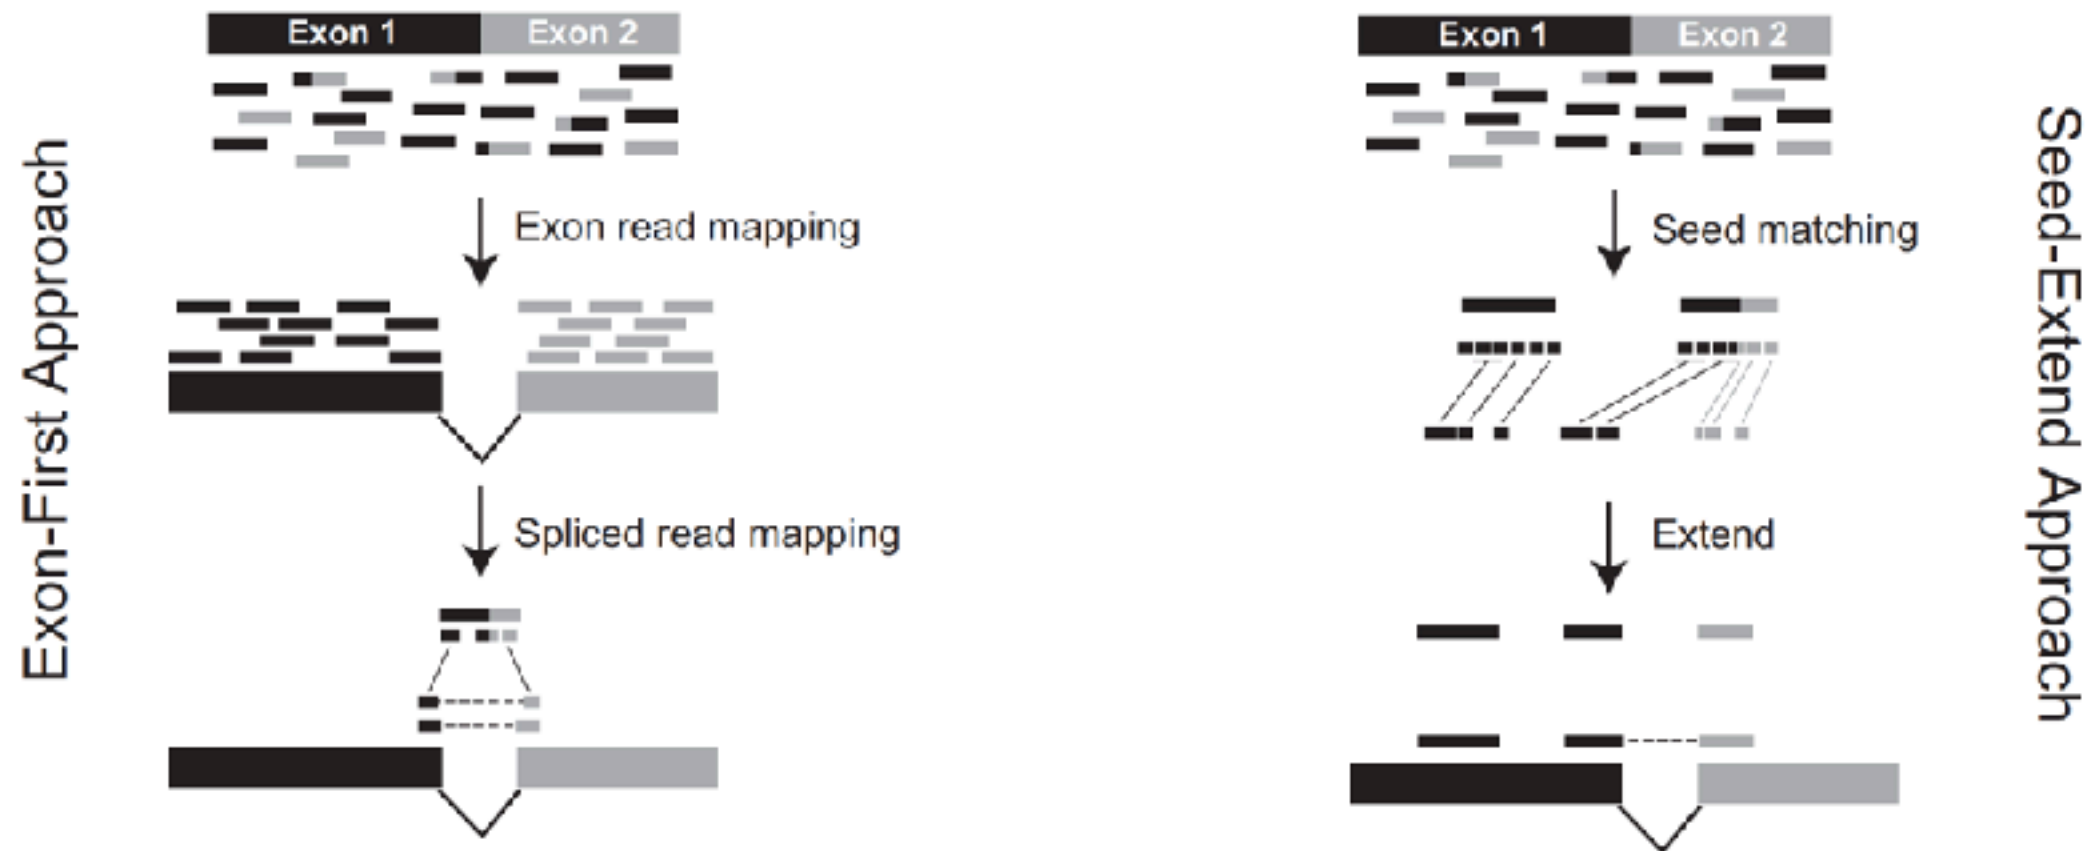 Exon-First Approach
Exon 1 Exon 2
Exon read mapping
Spliced read mapping
Exon 1 Exon 2
Seed matching
Extend
Seed-Extend Approach